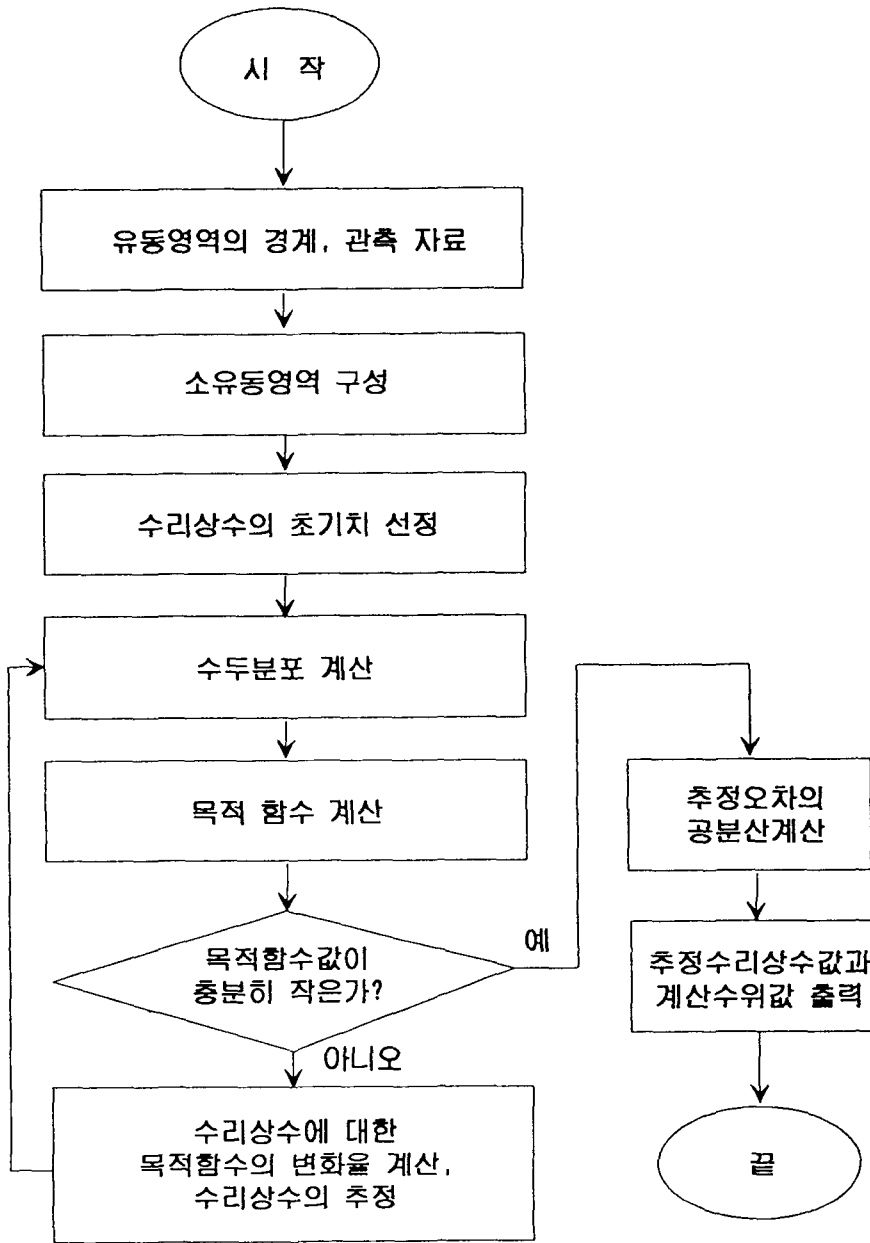 시 작
유동영역의 경계, 관측 자료
소유동영역 구성
수리상수의 초기치 선정
수두분포 계산
목적 함수 계산
목적함수값이
충분히 작은가?
예
아니오
수리상수에 대한
목적함수의 변화율 계산,
수리상수의 추정
추정오차의
공분산계산
추정수리상수값과
계산수위값 출력
끝